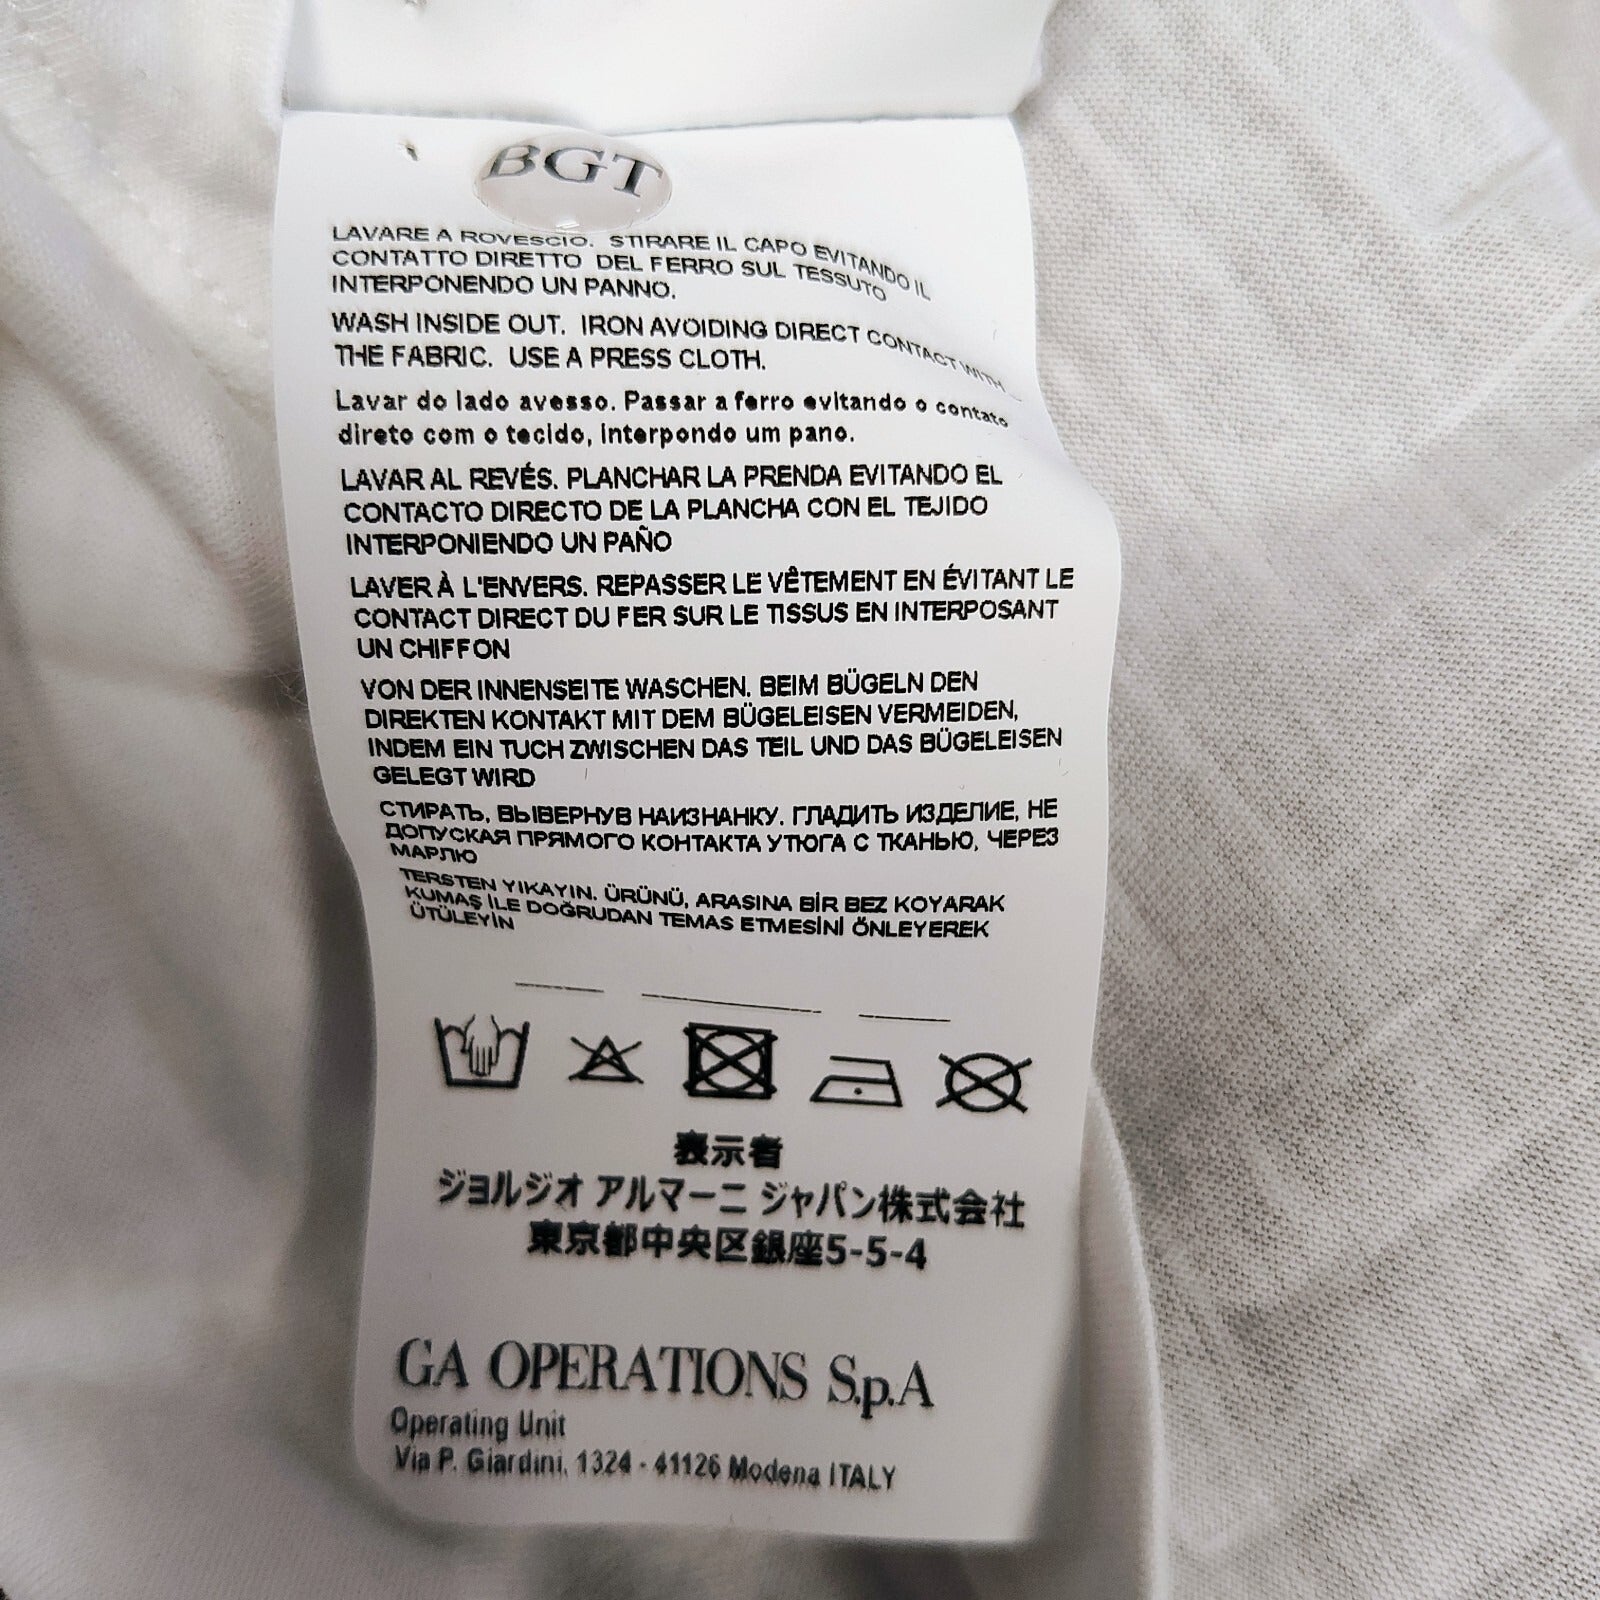 BGT
LAVARE A ROVESCIO. STIRARE IL CAPO EVITANDO IL
CONTATTO DIRETTO DEL FERRO SUL TESSUTO
INTERPONENDO UN PANNO.
WASH INSIDE OUT. IRON AVOIDING DIRECT CONTACT WITH
THE FABRIC. USE A PRESS CLOTH.
Lavar do lado avesso. Passar a ferro evitando o contato
direto com o tecido, interpondo um pano.
LAVAR AL REVÉS. PLANCHAR LA PRENDA EVITANDO EL
CONTACTO DIRECTO DE LA PLANCHA CON EL TEJIDO
INTERPONIENDO UN PAÑO
LAVER À L'ENVERS. REPASSER LE VÊTEMENT EN ÉVITANT LE
CONTACT DIRECT DU FER SUR LE TISSUS EN INTERPOSANT
UN CHIFFON
VON DER INNENSEITE WASCHEN. BEIM BÜGELN DEN
DIREKTEN KONTAKT MIT DEM BÜGELEISEN VERMEIDEN,
INDEM EIN TUCH ZWISCHEN DAS TEIL UND DAS BÜGELEISEN
GELEGT WIRD
СТИРАТЬ, ВЫВЕРНУВ НАИЗНАНКУ. ГЛАДИТЬ ИЗДЕЛИЕ, НЕ
ДОПУСКАЯ ПРЯМОГО КОНТАКТА УТЮГА С ТКАНЬЮ, ЧЕРЕЗ
МАРЛЮ
TERSTEN YIKAYIN. ÜRÜNÜ, ARASINA BİR BEZ KOYARAK
KUMAŞ İLE DOĞRUDAN TEMAS ETMESİNİ ÖNLEYEREK
ÜTÜLEYİN
表示者
ジョルジオ アルマーニ ジャパン株式会社
東京都中央区銀座5-5-4
GA OPERATIONS S.p.A
Operating Unit
Via P. Giardini, 1324 - 41126 Modena ITALY